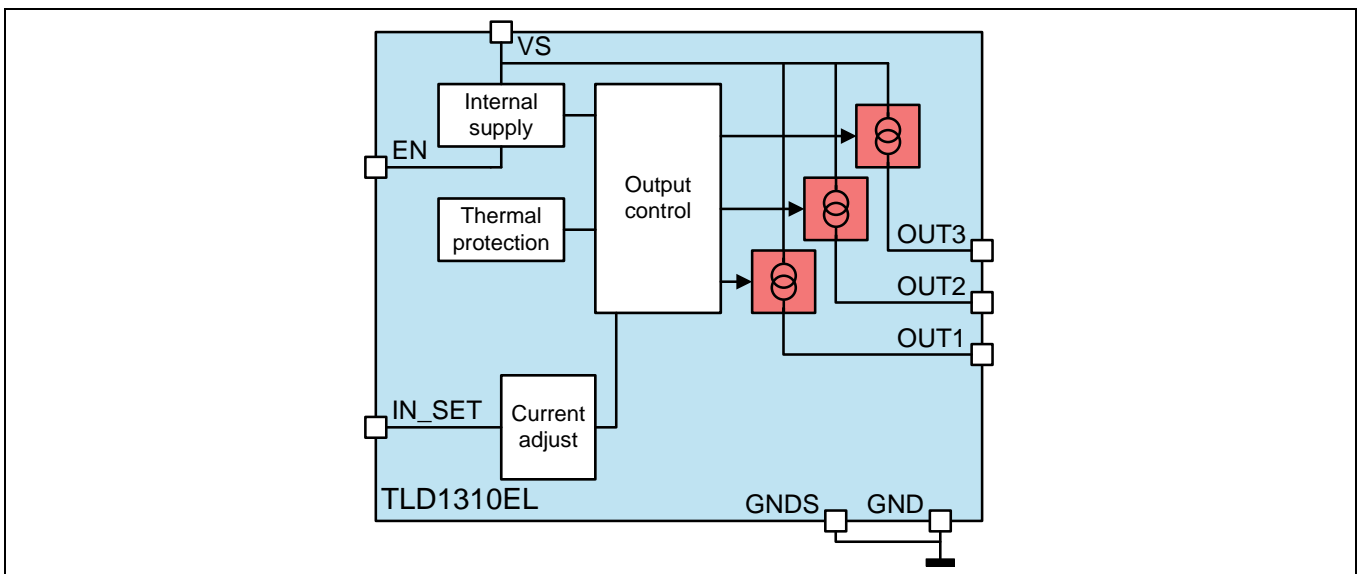 VS
Internal
supply
EN
Output
control
Thermal
protection
OUT3
OUT2
OUT1
IN_SET
Current
adjust
TLD1310EL
GNDS
GND